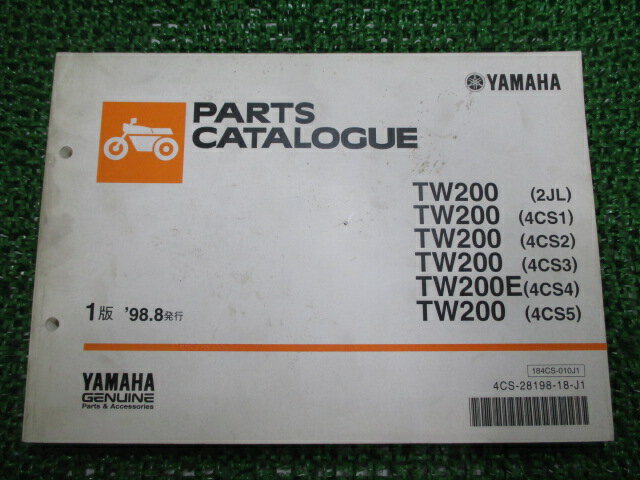 YAMAHA
PARTS
CATALOGUE
TW200 (2JL)
TW200 (4CS1)
TW200 (4CS2)
TW200 (4CS3)
TW200E(4CS4)
TW200 (4CS5)
1版 '98.8発行
184CS-010J1
4CS-28198-18-J1
YAMAHA
GENUINE
Parts & Accessories